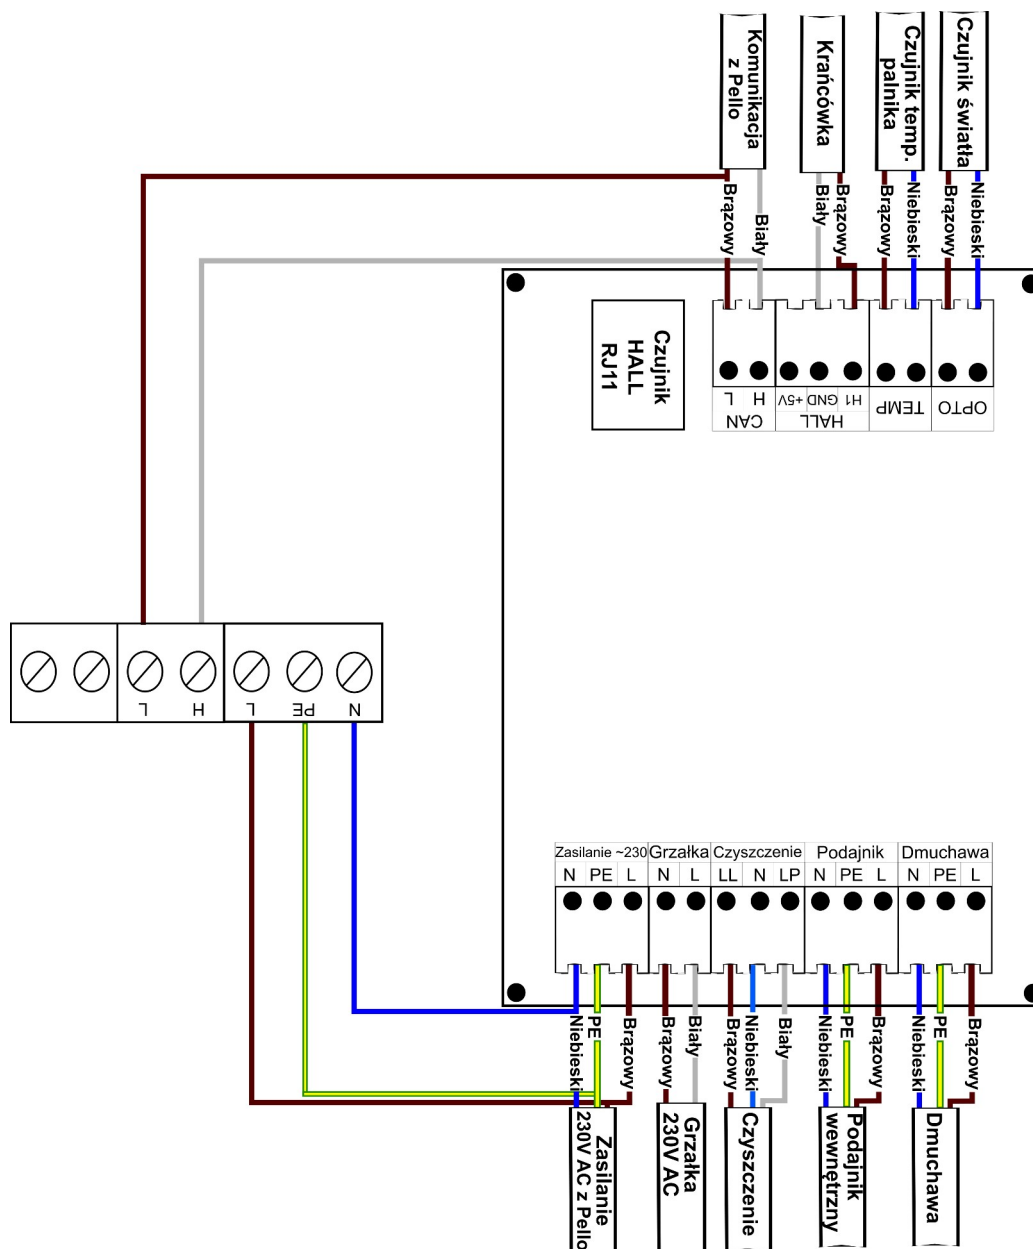 Komunikacja
z Pello
Krańcówka
Czujnik temp.
palnika
Czujnik światła
Brązowy
Biały
Biały
Brązowy
Brązowy
Niebieski
Brązowy
Niebieski
Czujnik
HALL
RJ11
L
H
+5V
GND
H1
CAN
HALL
TEMP
OPTO
L
H
L
PE
N
Zasilanie ~230
Grzałka
Czyszczenie
Podajnik
Dmuchawa
N
PE
L
N
L
LL
N
LP
N
PE
L
N
PE
L
Niebieski
PE
Brązowy
Brązowy
Biały
Brązowy
Niebieski
Biały
Niebieski
PE
Brązowy
Niebieski
PE
Brązowy
Zasilanie
230V AC z Pello
Grzałka
230V AC
Czyszczenie
Podajnik
wewnętrzny
Dmuchawa